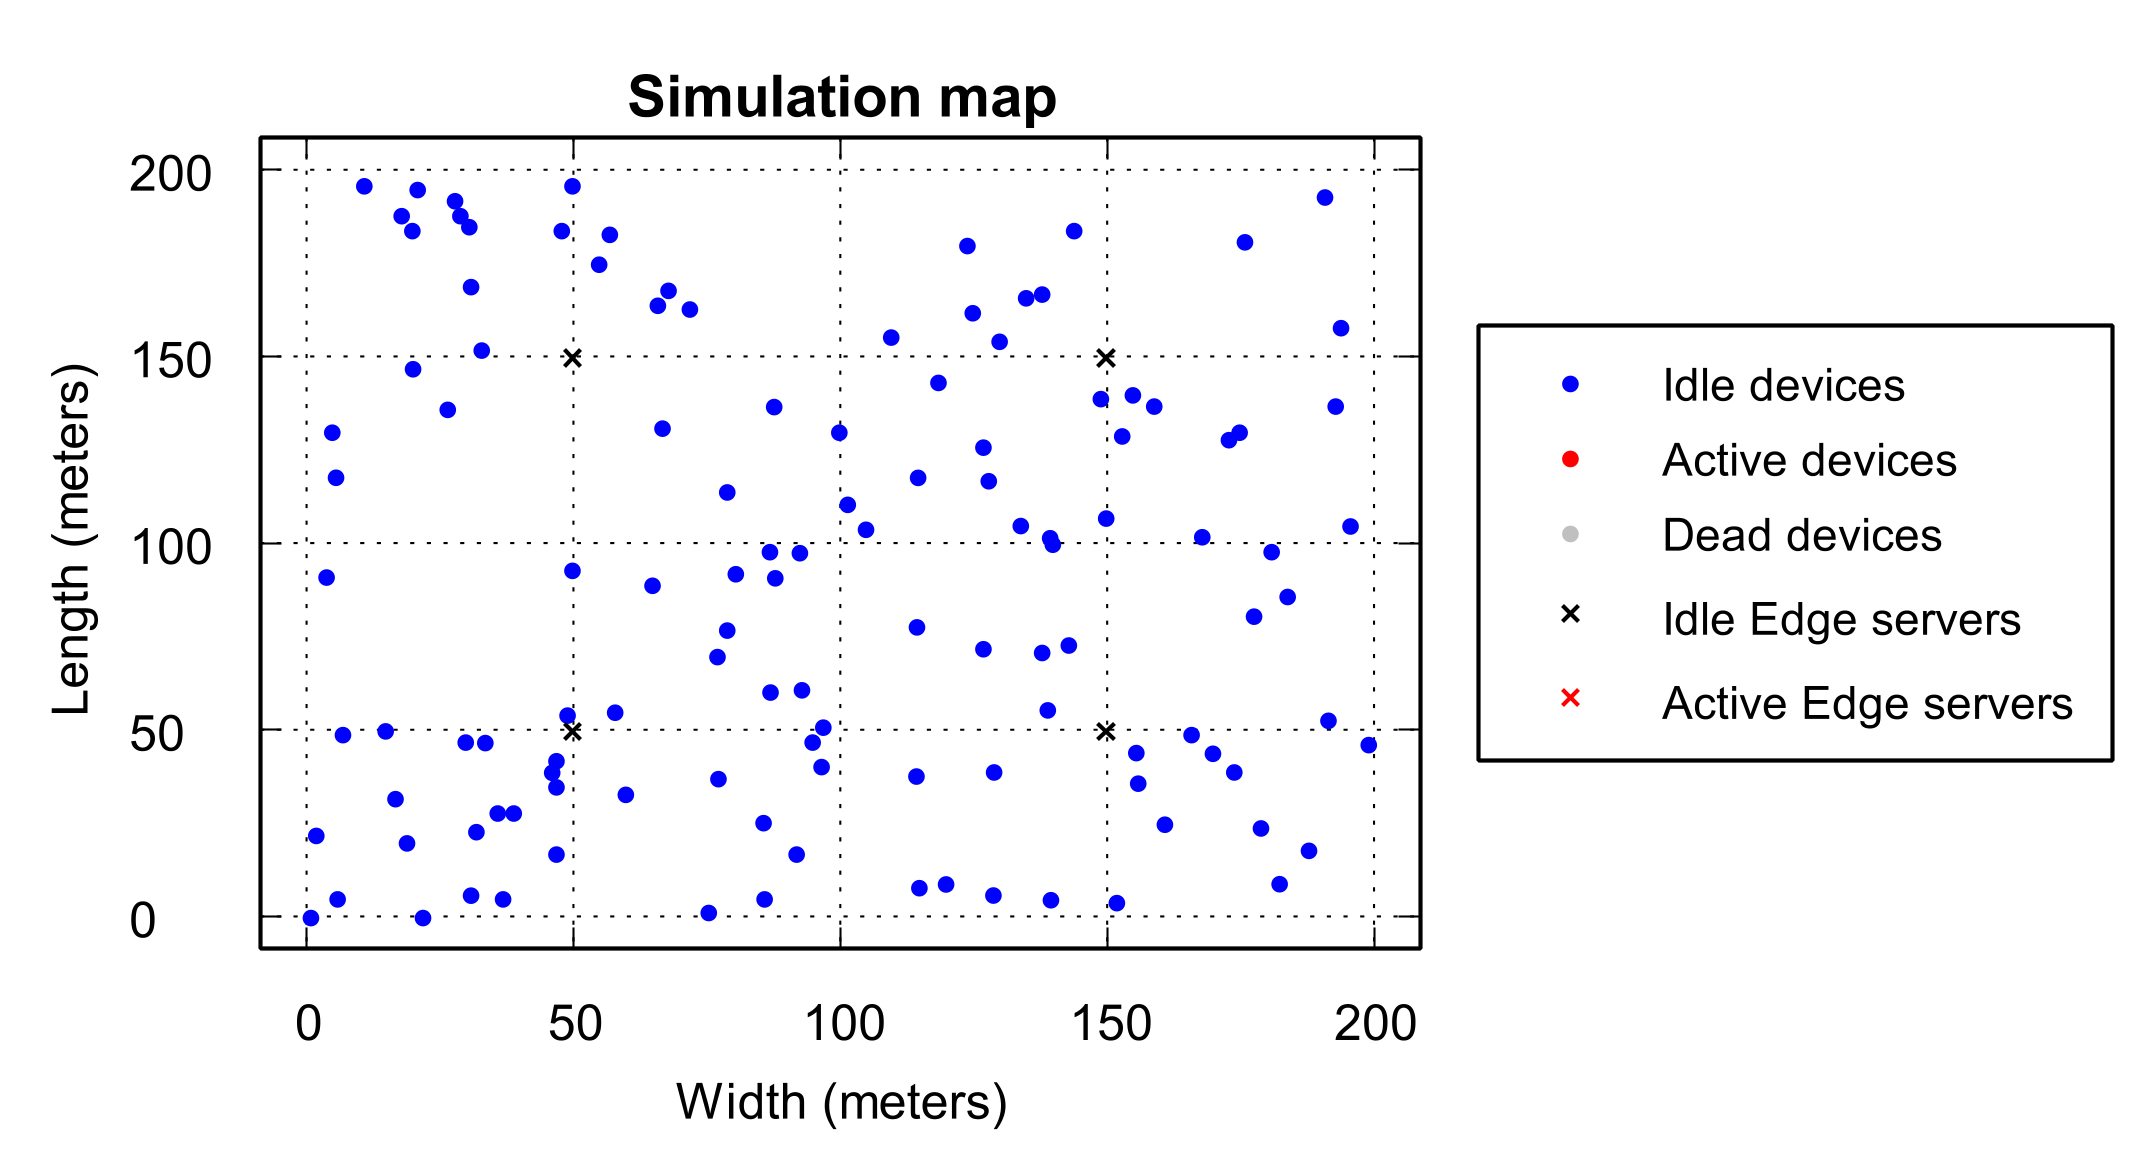 Simulation map
200
150
100
50
0
Length (meters)
0 50 100 150 200
Width (meters)
Idle devices
Active devices
Dead devices
Idle Edge servers
Active Edge servers